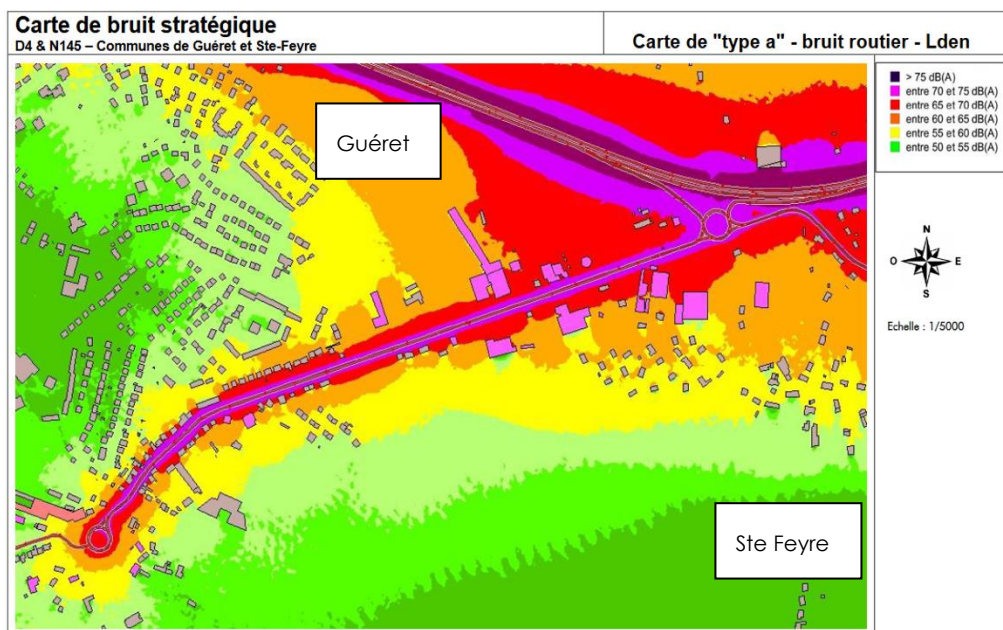 Carte de bruit stratégique
D4 & N145 – Communes de Guéret et Ste-Feyre
Carte de "type a" - bruit routier - Lden
> 75 dB(A)
entre 70 et 75 dB(A)
entre 65 et 70 dB(A)
entre 60 et 65 dB(A)
entre 55 et 60 dB(A)
entre 50 et 55 dB(A)
Guéret
N
O
E
S
Echelle : 1/5000
Ste Feyre